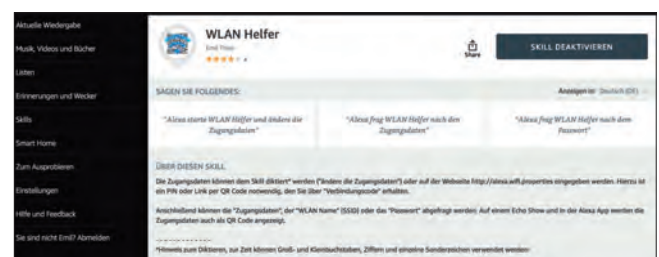 Aktuelle Wiedergabe
Musik, Videos und Bücher
Listen
Erinnerungen und Wecker
Skills
Smart Home
Zum Ausprobieren
Einstellungen
Hilfe und Feedback
Sie sind nicht Emil? Abmelden
WLAN Helfer
Emil Thies
Share
SKILL DEAKTIVIEREN
SAGEN SIE FOLGENDES:
Anzeigen in: Deutsch (DE)
"Alexa starte WLAN Helfer und ändere die Zugangsdaten"
"Alexa frag WLAN Helfer nach den Zugangsdaten"
"Alexa frag WLAN Helfer nach dem Passwort"
ÜBER DIESEN SKILL
Die Zugangsdaten können dem Skill diktiert* werden ("ändere die Zugangsdaten") oder auf der Webseite http://alexa.wifi.properties eingegeben werden. Hierzu ist
ein PIN oder Link per QR Code notwendig, den Sie über "Verbindungscode" erhalten.
Anschließend können die "Zugangsdaten", der "WLAN Name" (SSID) oder das "Passwort" abgefragt werden. Auf einem Echo Show und in der Alexa App werden die
Zugangsdaten auch als QR Code angezeigt.
---------------
*Hinweis zum Diktieren, zur Zeit können Groß- und Kleinbuchstaben, Ziffern und einzelne Sonderzeichen verwendet werden: